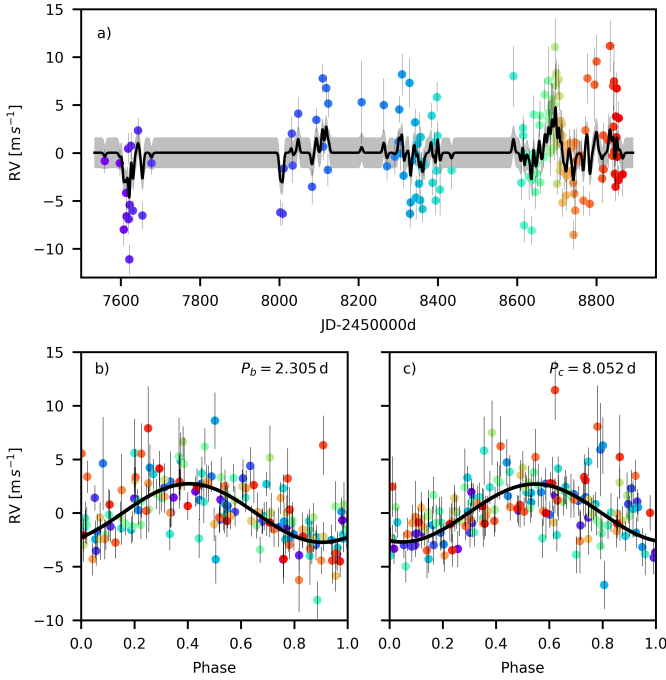 15
10
5
0
−5
−10
RV [m s⁻¹]
a)
7600 7800 8000 8200 8400 8600 8800
JD-2450000d
15
10
5
0
−5
−10
RV [m s⁻¹]
b) P_b = 2.305 d
c) P_c = 8.052 d
0.0 0.2 0.4 0.6 0.8 1.0
0.0 0.2 0.4 0.6 0.8 1.0
Phase
Phase